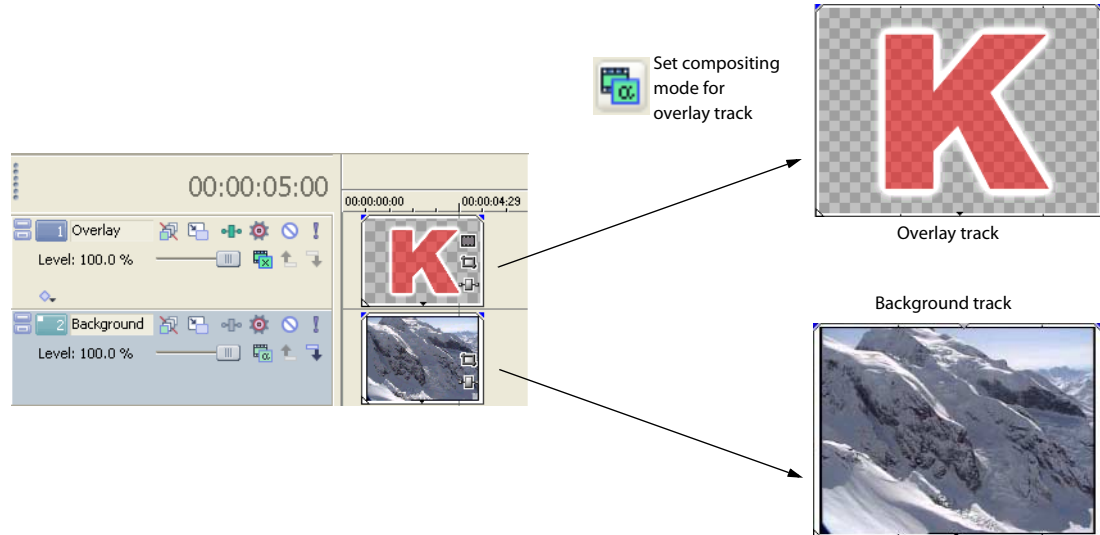 Set compositing
mode for
overlay track
α
K
Overlay track
00:00:05:00
00:00:00:00
00:00:04:29
1 Overlay
Level: 100.0 %
K
2 Background
Level: 100.0 %
Background track